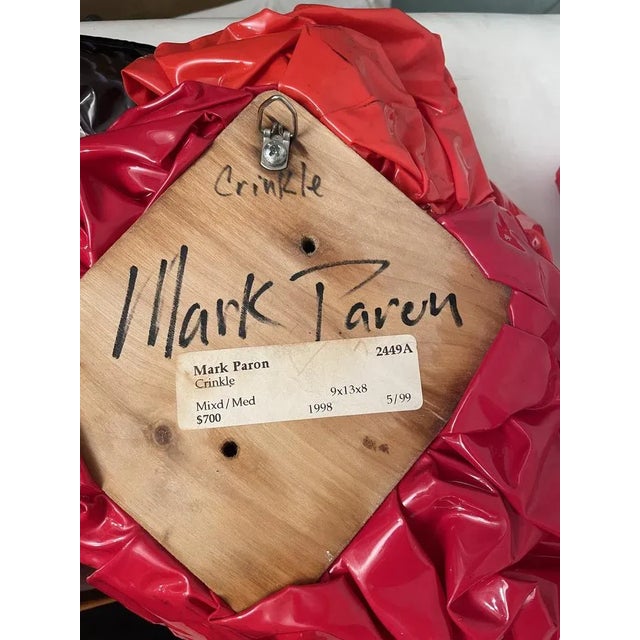 Crinkle
Mark Paron
Mark Paron 2449A
Crinkle
9x13x8
Mixd/Med 1998 5/99
$700